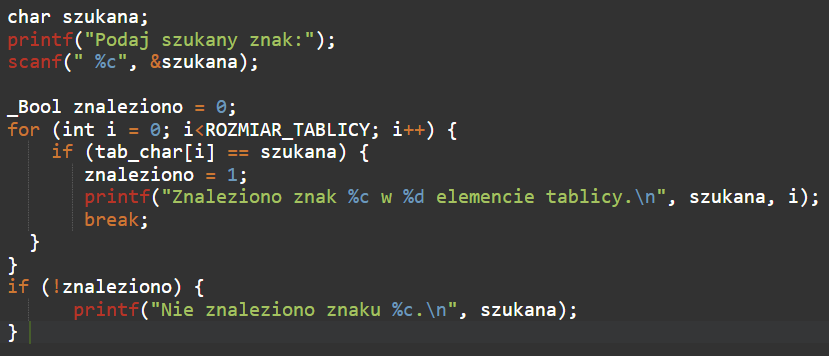 char szukana;
printf("Podaj szukany znak:");
scanf(" %c", &szukana);
_Bool znaleziono = 0;
for (int i = 0; i<ROZMIAR_TABLICY; i++) {
if (tab_char[i] == szukana) {
znaleziono = 1;
printf("Znaleziono znak %c w %d elemencie tablicy.\n", szukana, i);
break;
}
}
if (!znaleziono) {
printf("Nie znaleziono znaku %c.\n", szukana);
}